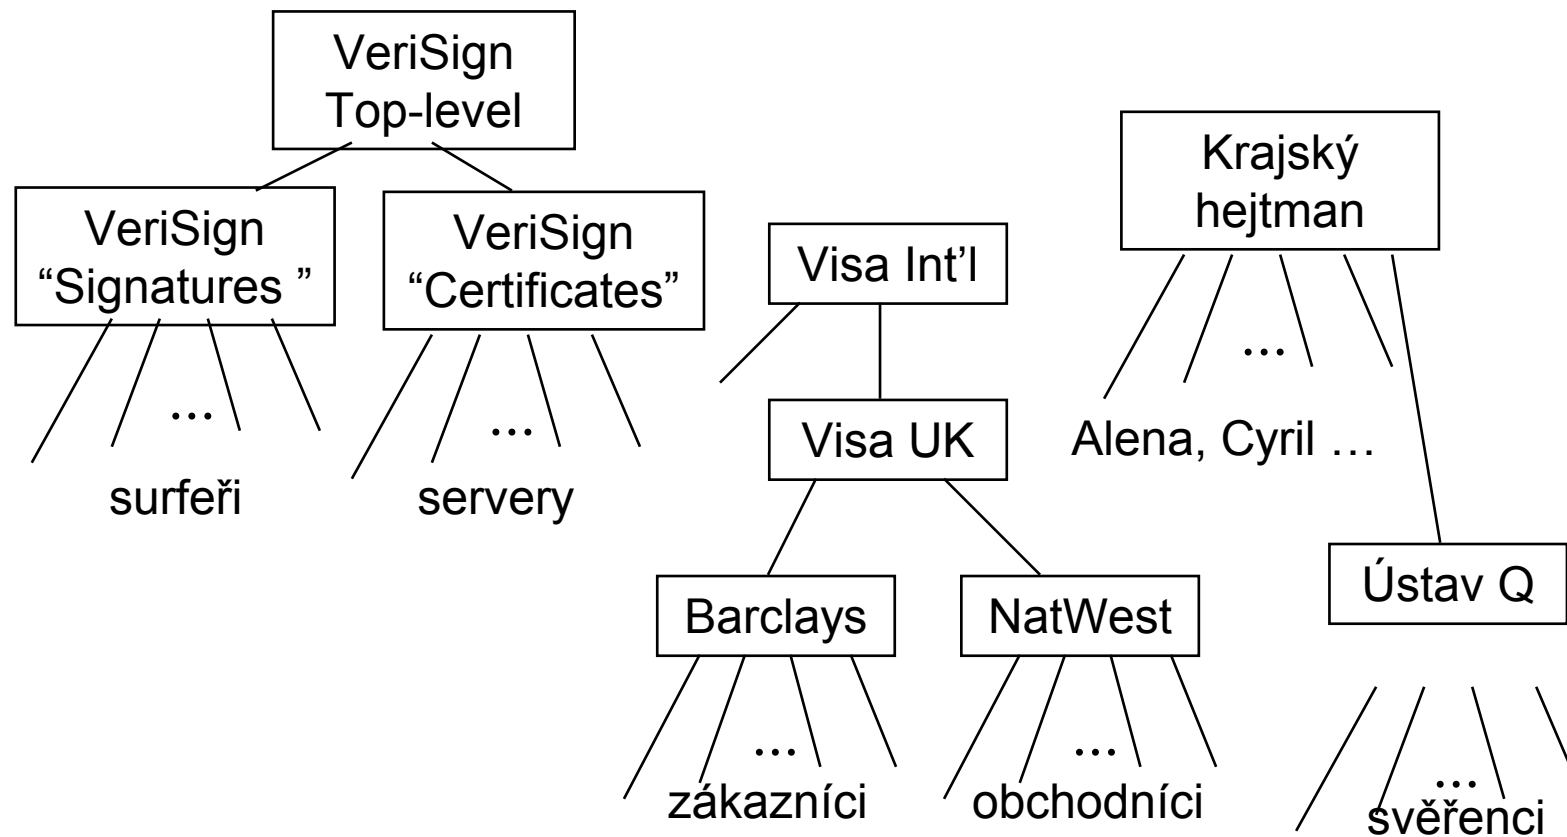 VeriSign
Top-level
VeriSign
“Signatures ”
VeriSign
“Certificates”
...
surfeři
...
servery
Visa Int’l
Visa UK
Barclays
NatWest
...
zákazníci
...
obchodníci
Krajský
hejtman
...
Alena, Cyril …
Ústav Q
...
svěřenci